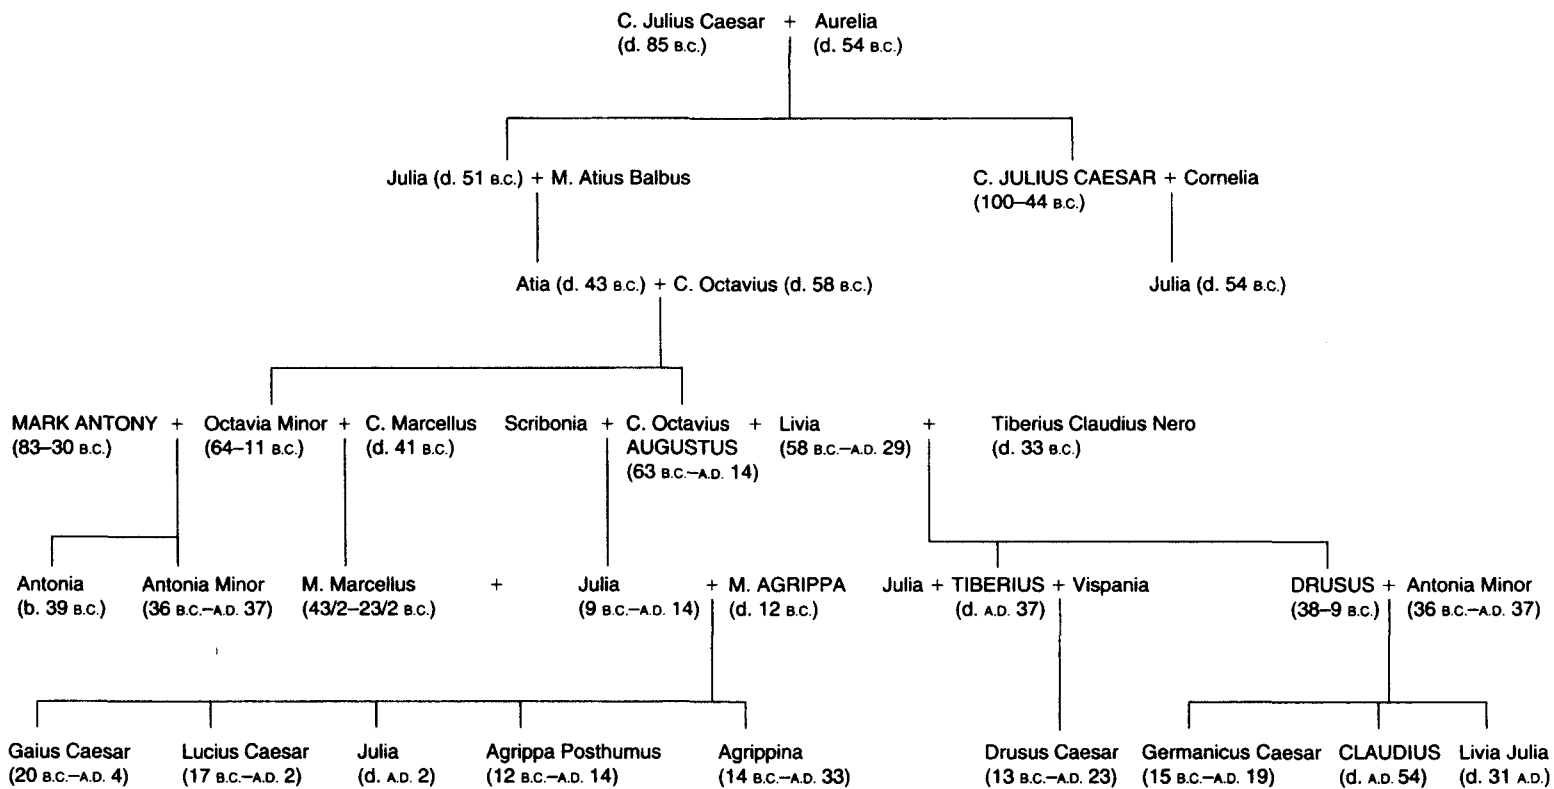 C. Julius Caesar + Aurelia
(d. 85 B.C.) (d. 54 B.C.)
Julia (d. 51 B.C.) + M. Atius Balbus C. JULIUS CAESAR + Cornelia
(100–44 B.C.)
Atia (d. 43 B.C.) + C. Octavius (d. 58 B.C.) Julia (d. 54 B.C.)
MARK ANTONY + Octavia Minor + C. Marcellus Scribonia + C. Octavius + Livia + Tiberius Claudius Nero
(83–30 B.C.) (64–11 B.C.) (d. 41 B.C.) AUGUSTUS (58 B.C.–A.D. 29) (d. 33 B.C.)
(63 B.C.–A.D. 14)
Antonia Antonia Minor M. Marcellus + Julia + M. AGRIPPA Julia + TIBERIUS + Vispania DRUSUS + Antonia Minor
(b. 39 B.C.) (36 B.C.–A.D. 37) (43/2–23/2 B.C.) (9 B.C.–A.D. 14) (d. 12 B.C.) (d. A.D. 37) (38–9 B.C.) (36 B.C.–A.D. 37)
Gaius Caesar Lucius Caesar Julia Agrippa Posthumus Agrippina Drusus Caesar Germanicus Caesar CLAUDIUS Livia Julia
(20 B.C.–A.D. 4) (17 B.C.–A.D. 2) (d. A.D. 2) (12 B.C.–A.D. 14) (14 B.C.–A.D. 33) (13 B.C.–A.D. 23) (15 B.C.–A.D. 19) (d. A.D. 54) (d. 31 A.D.)